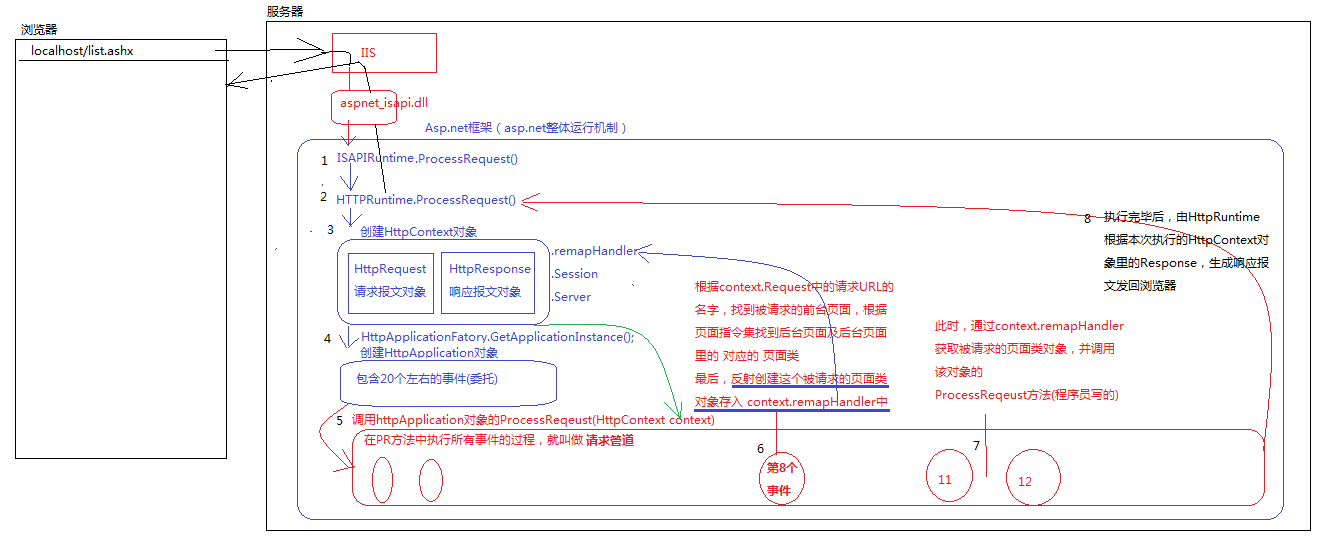 服务器
浏览器
localhost/list.ashx
IIS
aspnet_isapi.dll
Asp.net框架（asp.net整体运行机制）
1 ISAPIRuntime.ProcessRequest()
2 HTTPRuntime.ProcessRequest()
3 创建HttpContext对象
HttpRequest
请求报文对象
HttpResponse
响应报文对象
.remapHandler
.Session
.Server
4 HttpApplicationFatory.GetApplicationInstance();
创建HttpApplication对象
包含20个左右的事件(委托)
5 调用httpApplication对象的ProcessReqeust(HttpContext context)
在PR方法中执行所有事件的过程，就叫做 请求管道
根据context.Request中的请求URL的
名字，找到被请求的前台页面，根据
页面指令集找到后台页面及后台页面
里的 对应的 页面类
最后，反射创建这个被请求的页面类
对象存入 context.remapHandler中
6
第8个
事件
此时，通过context.remapHandler
获取被请求的页面类对象，并调用
该对象的
ProcessReqeust方法(程序员写的)
7
11
12
8 执行完毕后，由HttpRuntime
根据本次执行的HttpContext对
象里的Response，生成响应报
文发回浏览器